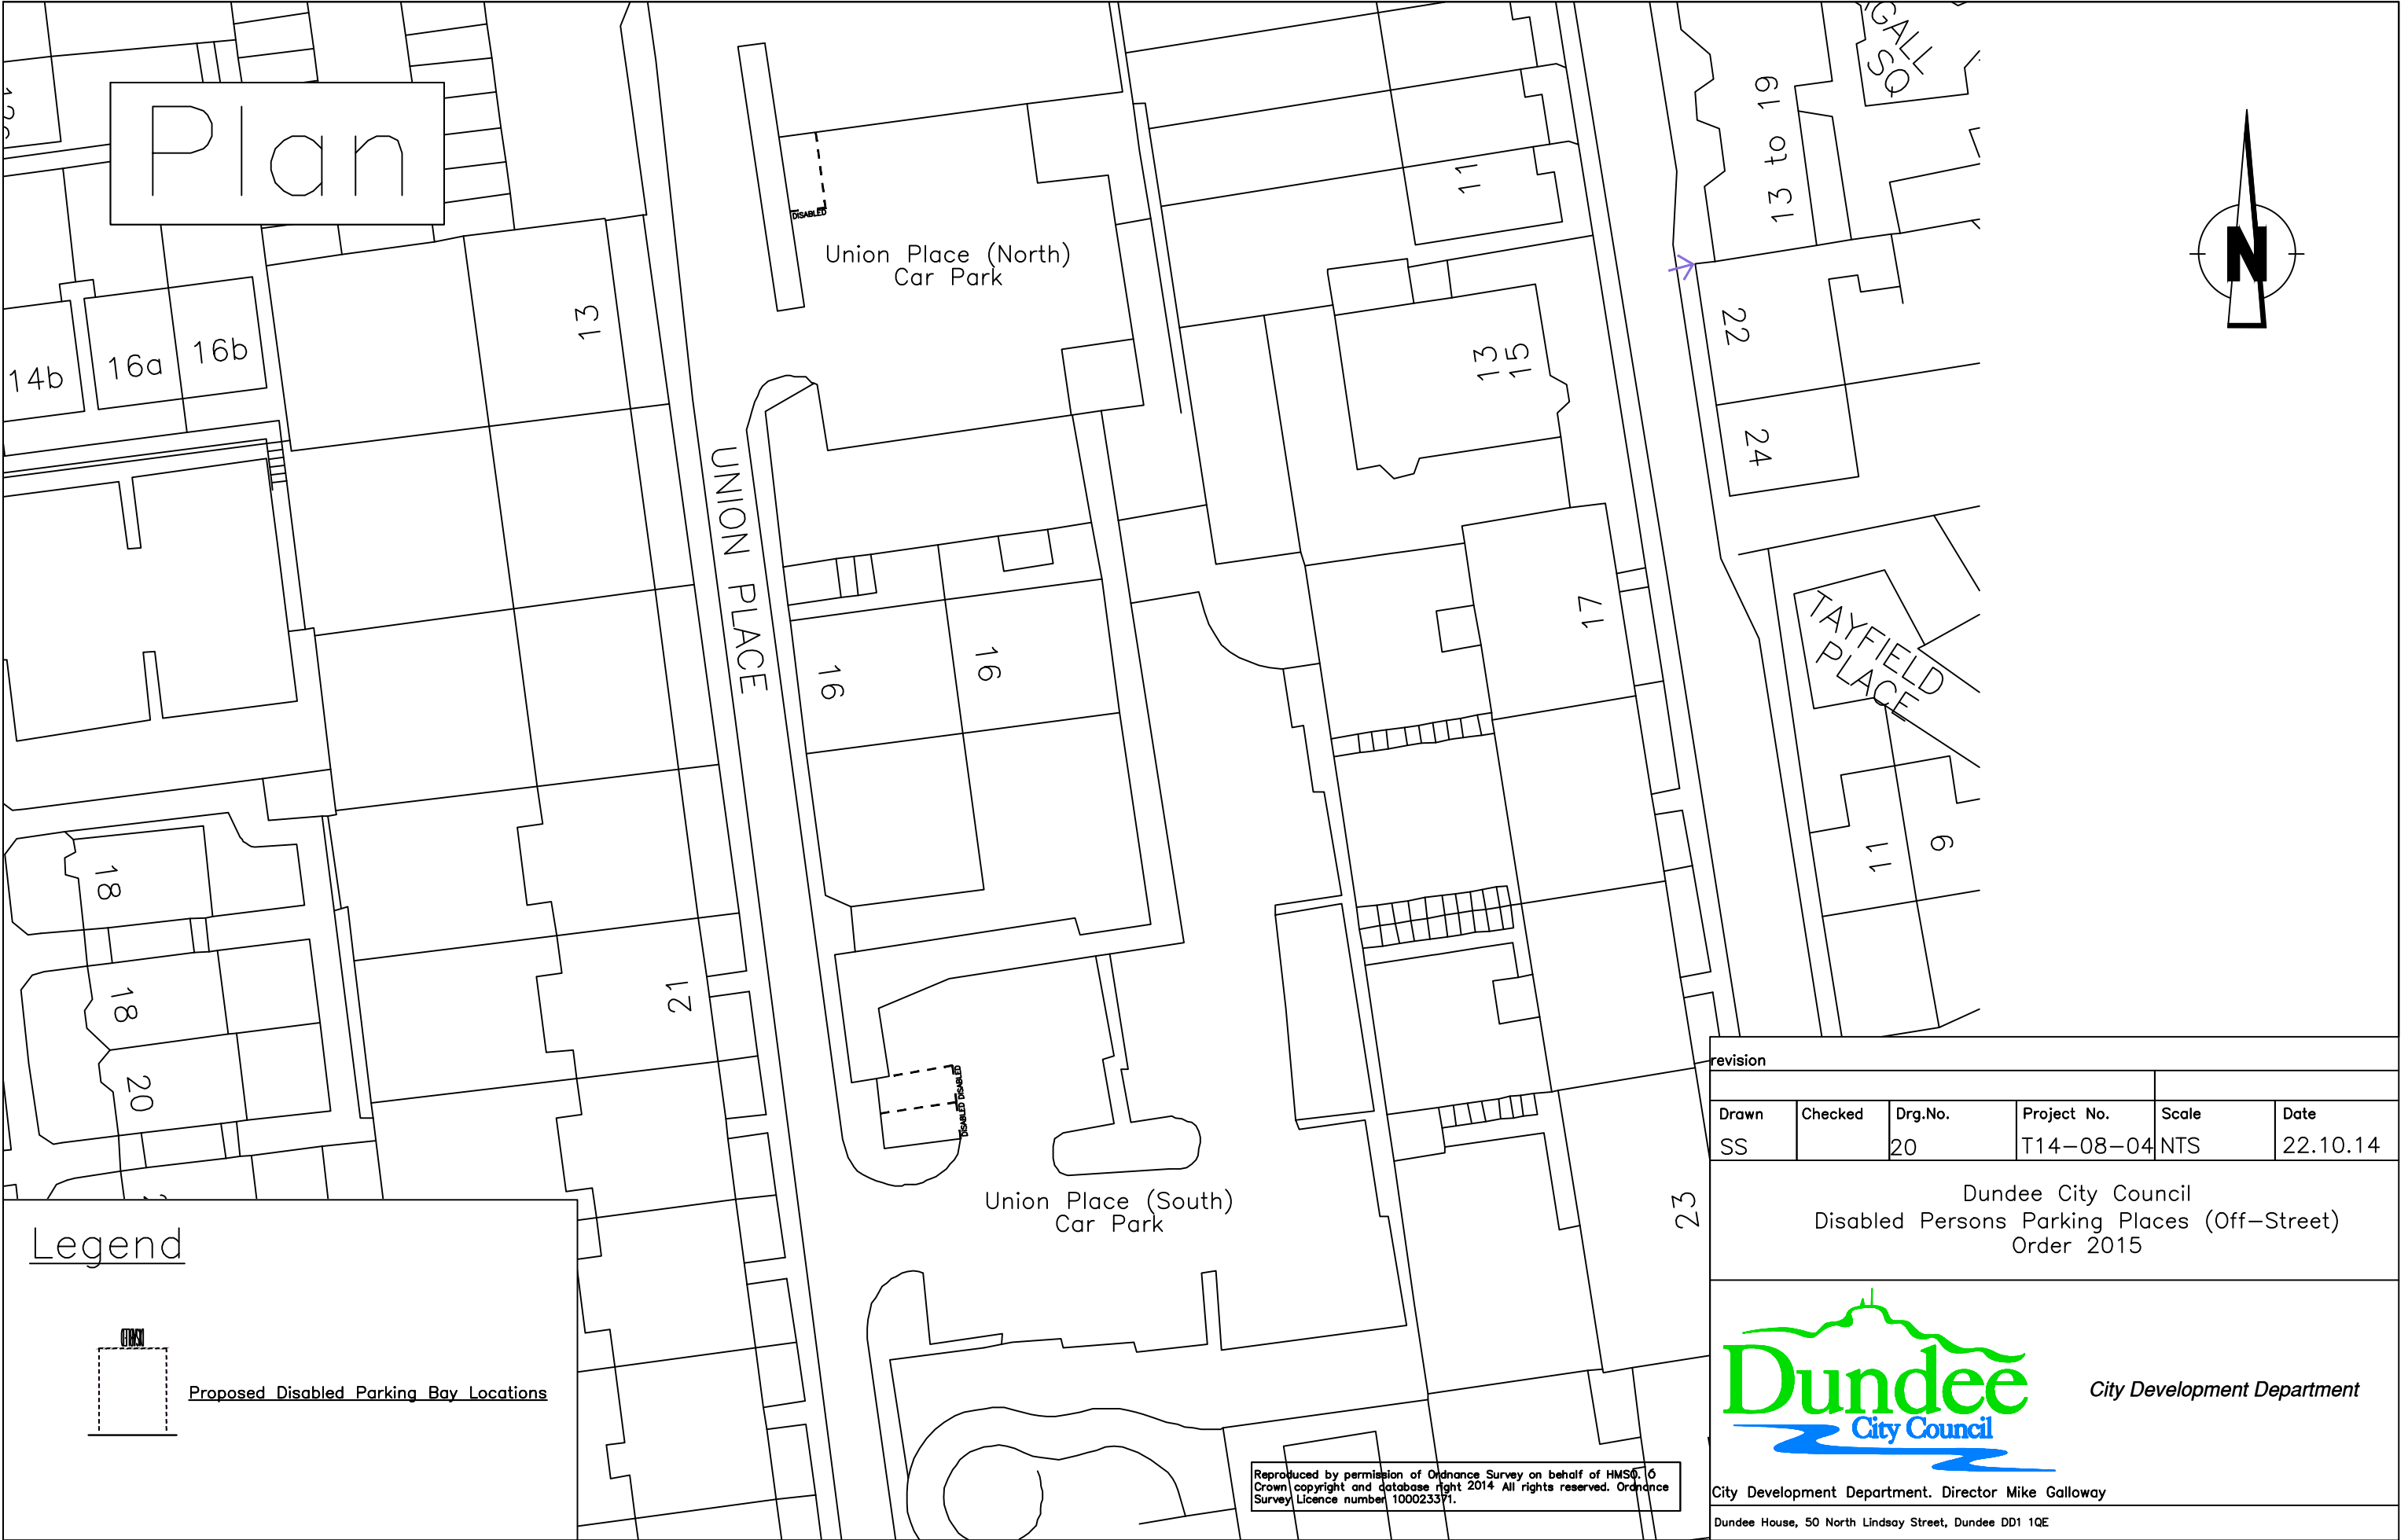 Plan
GALL
SQ
13 to 19
N
11
Union Place (North)
Car Park
DISABLED
13
14b
16a
16b
22
13
15
24
UNION PLACE
16
16
17
TAYFIELD
PLACE
11
6
18
18
20
21
DISABLED
DISABLED
Union Place (South)
Car Park
23
Legend
Proposed Disabled Parking Bay Locations
revision
Drawn Checked Drg.No. Project No. Scale Date
SS 20 T14-08-04 NTS 22.10.14
Dundee City Council
Disabled Persons Parking Places (Off-Street)
Order 2015
Dundee
City Council
City Development Department
City Development Department. Director Mike Galloway
Dundee House, 50 North Lindsay Street, Dundee DD1 1QE
Reproduced by permission of Ordnance Survey on behalf of HMSO. ó
Crown copyright and database right 2014 All rights reserved. Ordnance
Survey Licence number 100023371.